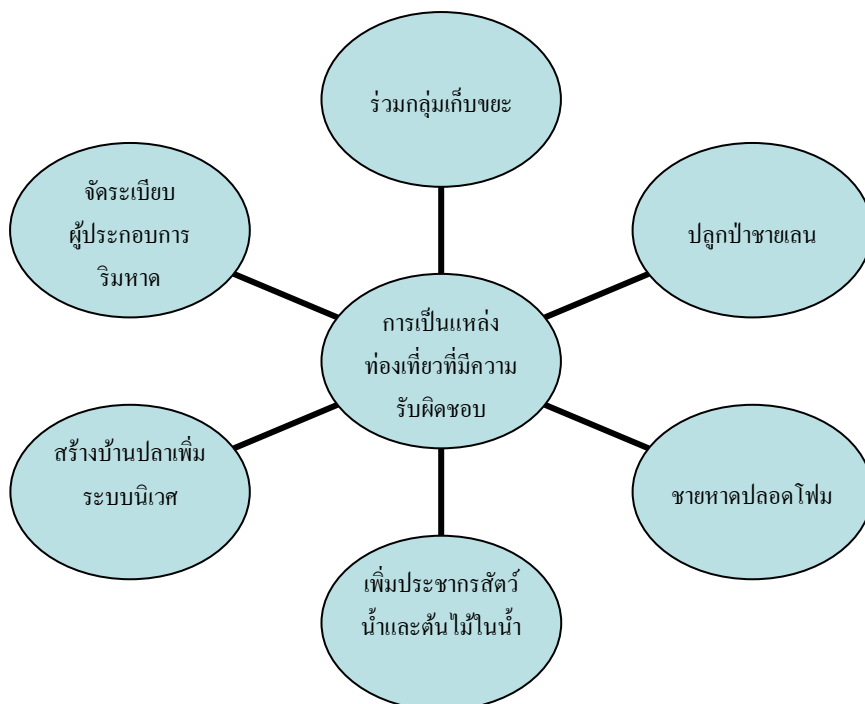 ร่วมกลุ่มเก็บขยะ
จัดระเบียบ
ผู้ประกอบการ
ริมหาด
ปลูกป่าชายเลน
การเป็นแหล่ง
ท่องเที่ยวที่มีความ
รับผิดชอบ
สร้างบ้านปลาเพิ่ม
ระบบนิเวศ
ชายหาดปลอดโฟม
เพิ่มประชากรสัตว์
น้ำและต้นไม้ในน้ำ